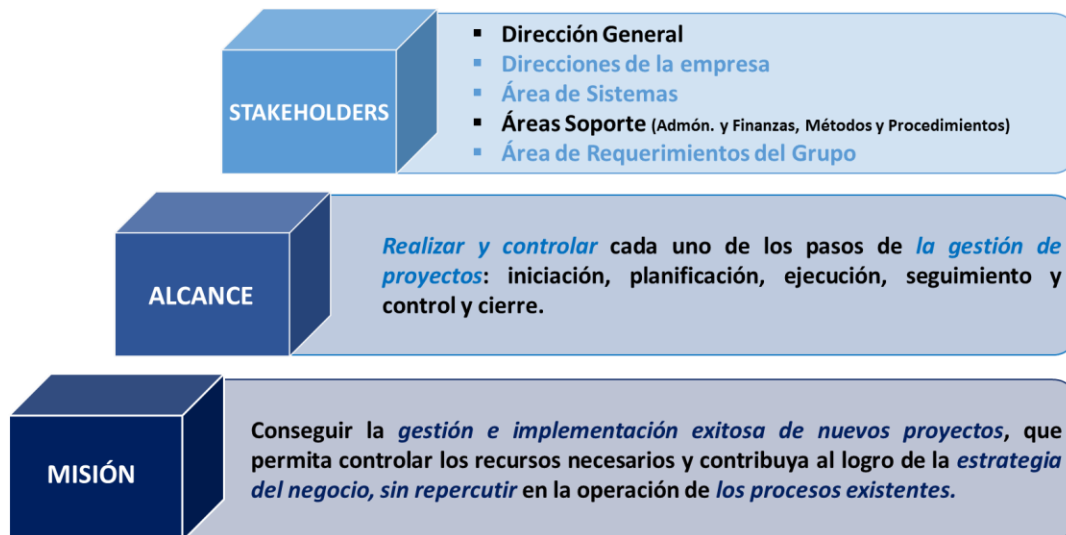 STAKEHOLDERS
▪ Dirección General
▪ Direcciones de la empresa
▪ Área de Sistemas
▪ Áreas Soporte (Admón. y Finanzas, Métodos y Procedimientos)
▪ Área de Requerimientos del Grupo
ALCANCE
Realizar y controlar cada uno de los pasos de la gestión de
proyectos: iniciación, planificación, ejecución, seguimiento y
control y cierre.
MISIÓN
Conseguir la gestión e implementación exitosa de nuevos proyectos, que
permita controlar los recursos necesarios y contribuya al logro de la estrategia
del negocio, sin repercutir en la operación de los procesos existentes.